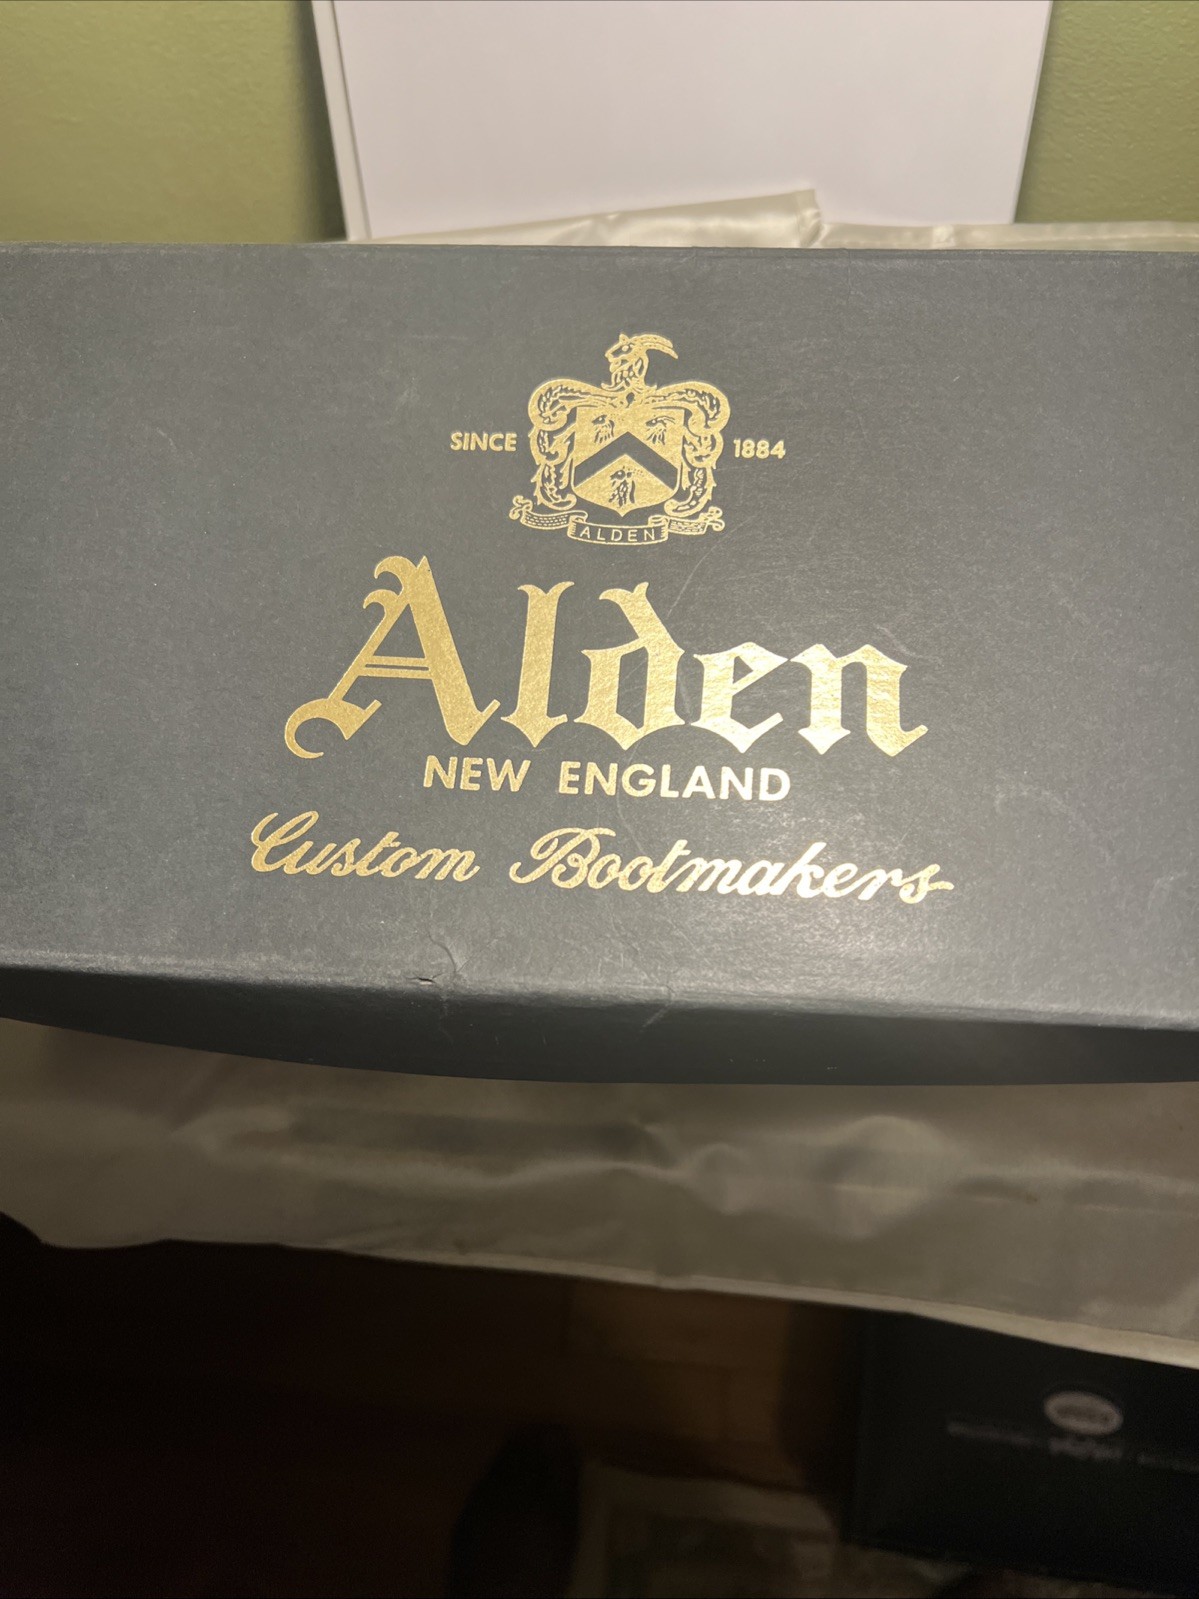 SINCE 1884
ALDEN
Alden
NEW ENGLAND
Custom Bootmakers